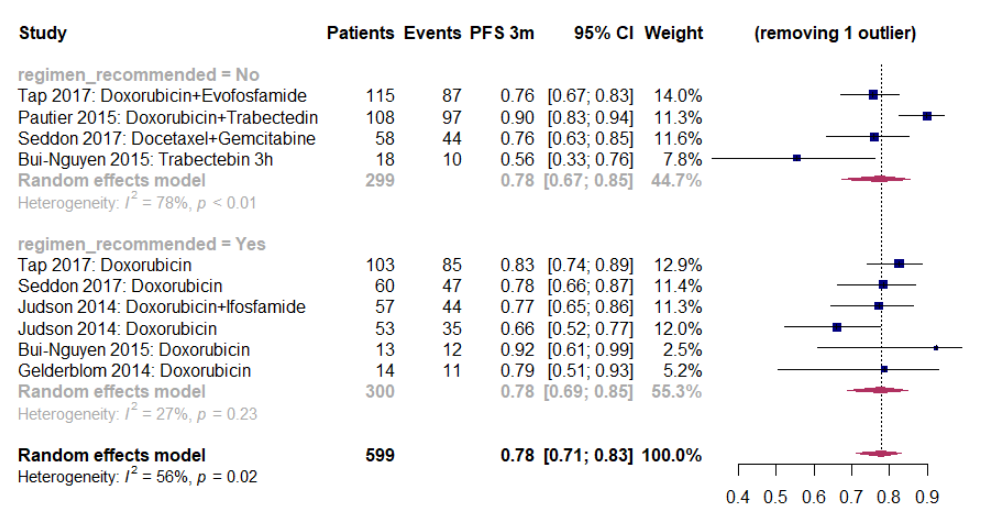 Study Patients Events PFS 3m 95% CI Weight (removing 1 outlier)
regimen_recommended = No
Tap 2017: Doxorubicin+Evofosfamide 115 87 0.76 [0.67; 0.83] 14.0%
Pautier 2015: Doxorubicin+Trabectedin 108 97 0.90 [0.83; 0.94] 11.3%
Seddon 2017: Docetaxel+Gemcitabine 58 44 0.76 [0.63; 0.85] 11.6%
Bui-Nguyen 2015: Trabectebin 3h 18 10 0.56 [0.33; 0.76] 7.8%
Random effects model 299 0.78 [0.67; 0.85] 44.7%
Heterogeneity: I² = 78%, p < 0.01
regimen_recommended = Yes
Tap 2017: Doxorubicin 103 85 0.83 [0.74; 0.89] 12.9%
Seddon 2017: Doxorubicin 60 47 0.78 [0.66; 0.87] 11.4%
Judson 2014: Doxorubicin+Ifosfamide 57 44 0.77 [0.65; 0.86] 11.3%
Judson 2014: Doxorubicin 53 35 0.66 [0.52; 0.77] 12.0%
Bui-Nguyen 2015: Doxorubicin 13 12 0.92 [0.61; 0.99] 2.5%
Gelderblom 2014: Doxorubicin 14 11 0.79 [0.51; 0.93] 5.2%
Random effects model 300 0.78 [0.69; 0.85] 55.3%
Heterogeneity: I² = 27%, p = 0.23
Random effects model 599 0.78 [0.71; 0.83] 100.0%
Heterogeneity: I² = 56%, p = 0.02
0.4 0.5 0.6 0.7 0.8 0.9